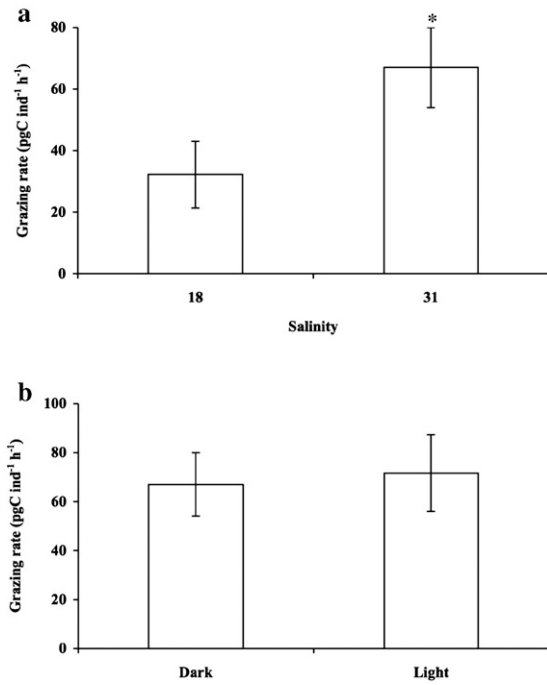 a
80
*
60
40
20
0
Grazing rate (pgC ind-1 h-1)
18 31
Salinity
b
100
80
60
40
20
0
Grazing rate (pgC ind-1 h-1)
Dark Light